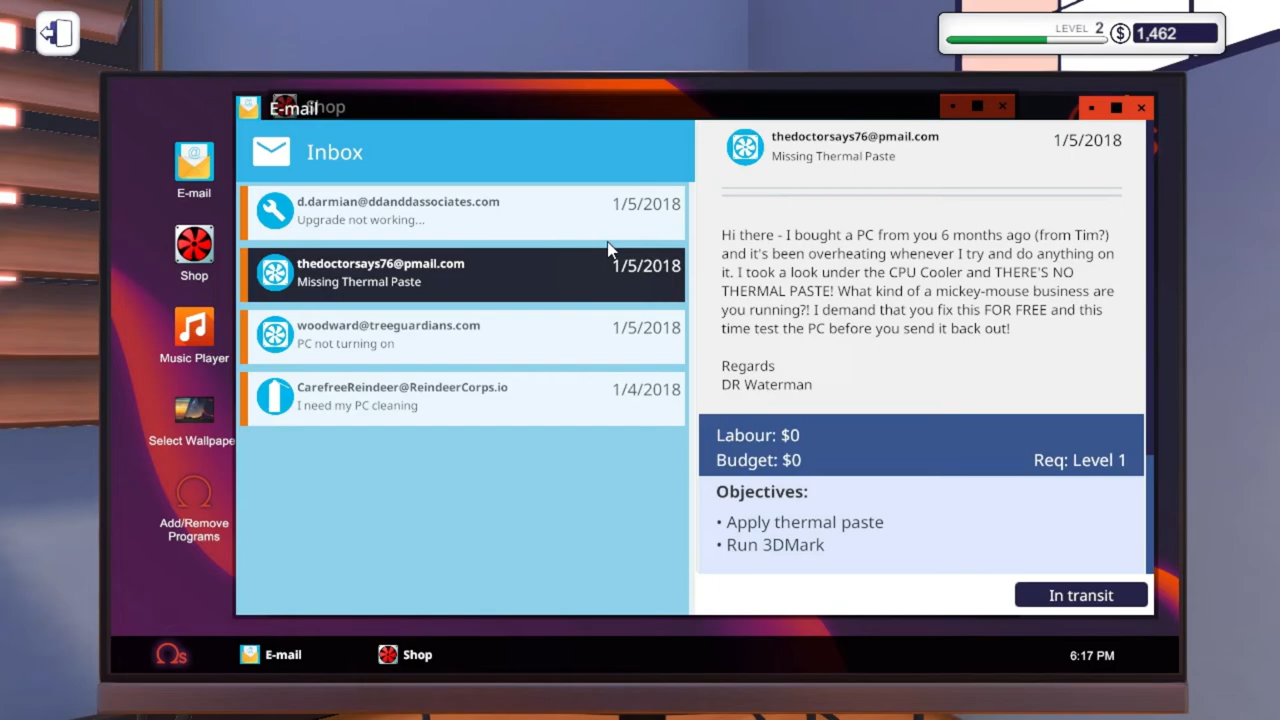 LEVEL 2
$ 1,462
E-mail
Shop
E-mail
Shop
Music Player
Select Wallpape
Add/Remove
Programs
Inbox
d.darmian@ddanddassociates.com
1/5/2018
Upgrade not working...
thedoctorsays76@pmail.com
1/5/2018
Missing Thermal Paste
woodward@treeguardians.com
1/5/2018
PC not turning on
CarefreeReindeer@ReindeerCorps.io
1/4/2018
I need my PC cleaning
thedoctorsays76@pmail.com
1/5/2018
Missing Thermal Paste
Hi there - I bought a PC from you 6 months ago (from Tim?)
and it's been overheating whenever I try and do anything on
it. I took a look under the CPU Cooler and THERE'S NO
THERMAL PASTE! What kind of a mickey-mouse business are
you running?! I demand that you fix this FOR FREE and this
time test the PC before you send it back out!
Regards
DR Waterman
Labour: $0
Budget: $0
Req: Level 1
Objectives:
• Apply thermal paste
• Run 3DMark
In transit
Ωs
E-mail
Shop
6:17 PM